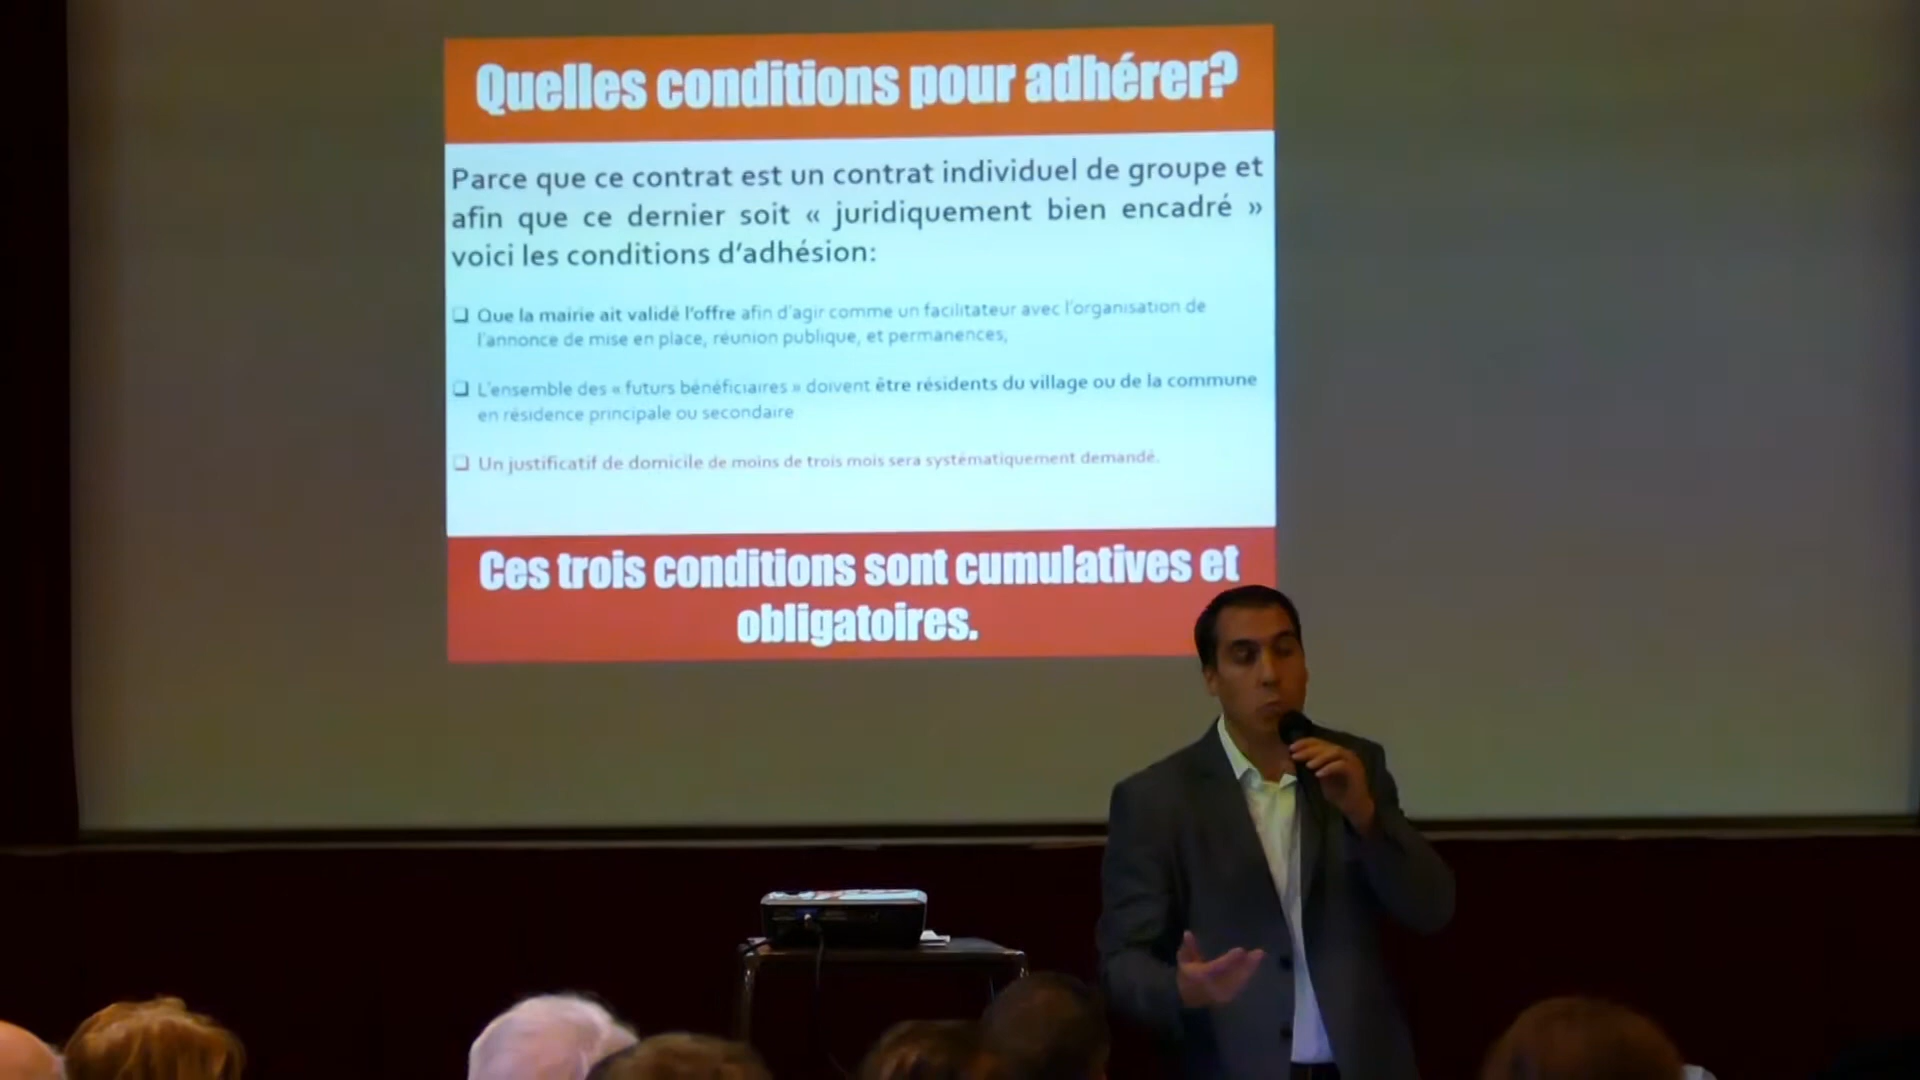 Quelles conditions pour adhérer?
Parce que ce contrat est un contrat individuel de groupe et
afin que ce dernier soit « juridiquement bien encadré »
voici les conditions d'adhésion:
❑ Que la mairie ait validé l'offre afin d'agir comme un facilitateur avec l'organisation de
l'annonce de mise en place, réunion publique, et permanences,
❑ L'ensemble des « futurs bénéficiaires » doivent être résidents du village ou de la commune
en résidence principale ou secondaire
❑ Un justificatif de domicile de moins de trois mois sera systématiquement demandé.
Ces trois conditions sont cumulatives et
obligatoires.